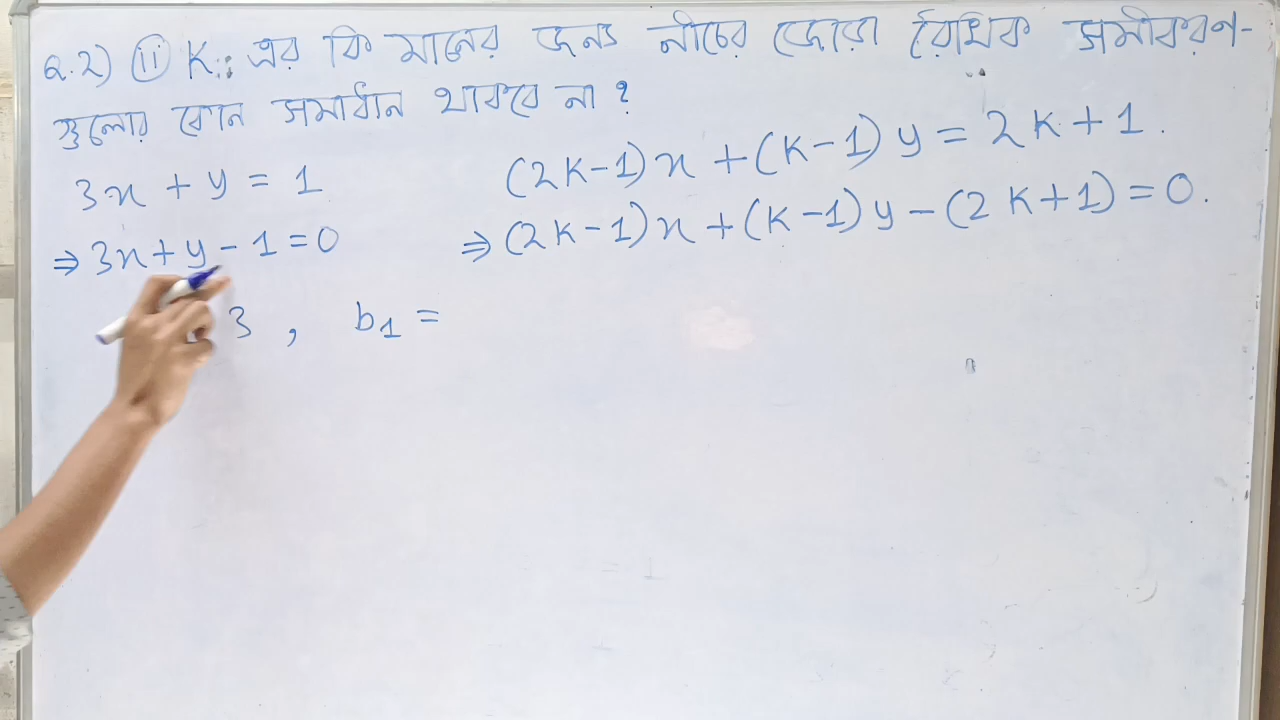 Q.2) (ii) K এর কি মানের জন্য নীচের জোড়া রৈখিক সমীকরণ-
গুলোর কোন সমাধান থাকবে না ?
3x + y = 1
(2K-1)x + (K-1)y = 2K+1.
⇒ 3x + y - 1 = 0
⇒ (2K-1)x + (K-1)y - (2K+1) = 0.
3 , b₁ =